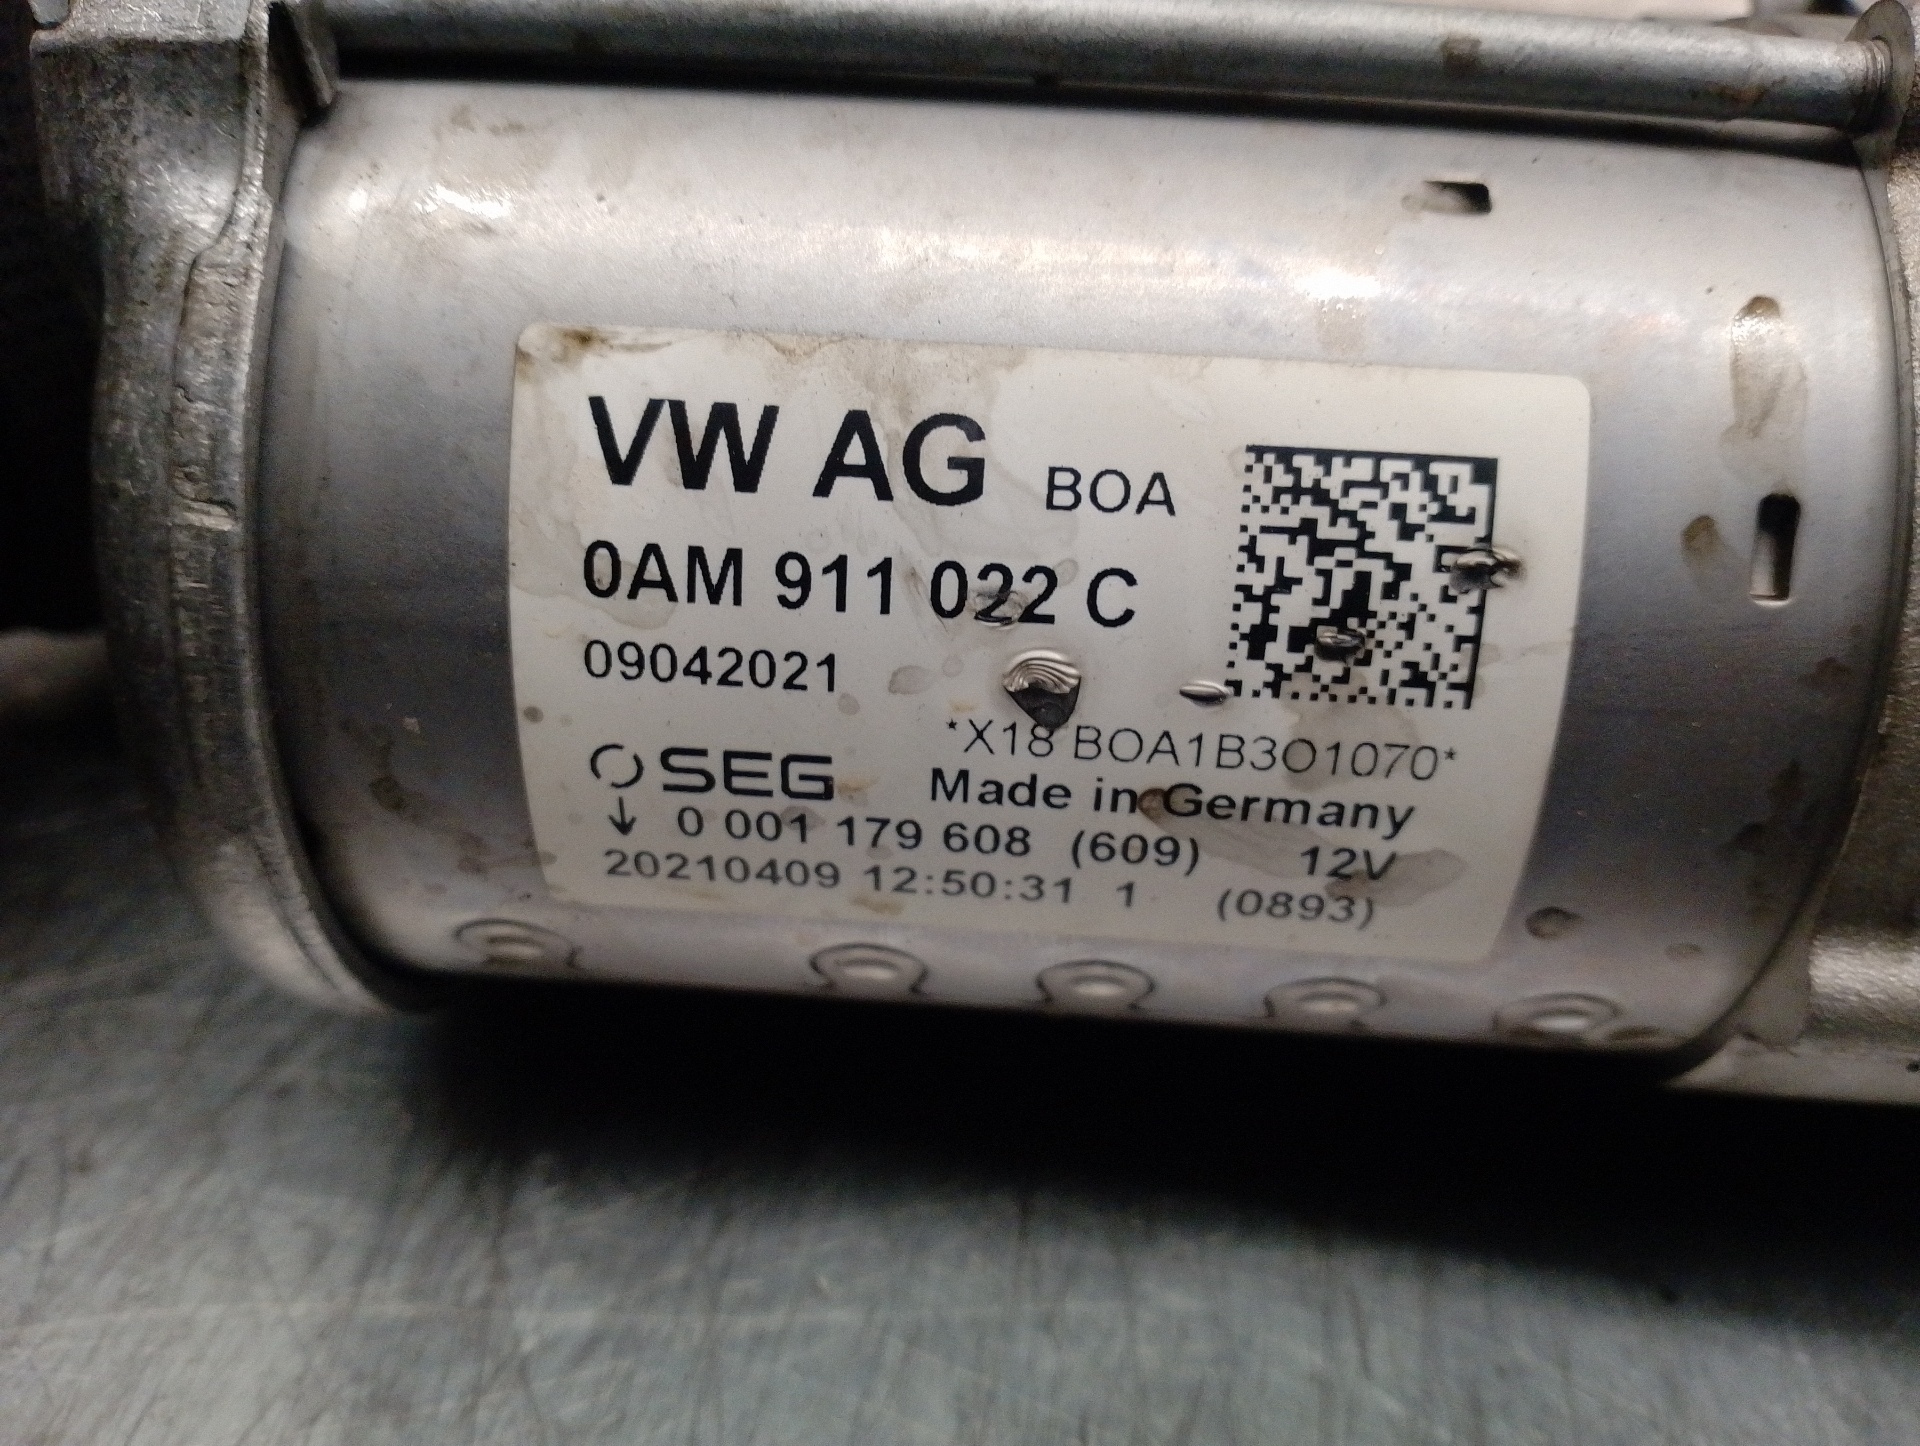 VW AG BOA
0AM 911 022 C
09042021
*X18 BOA1B3O1070*
SEG Made in Germany
↓ 0 001 179 608 (609) 12V
20210409 12:50:31 1 (0893)